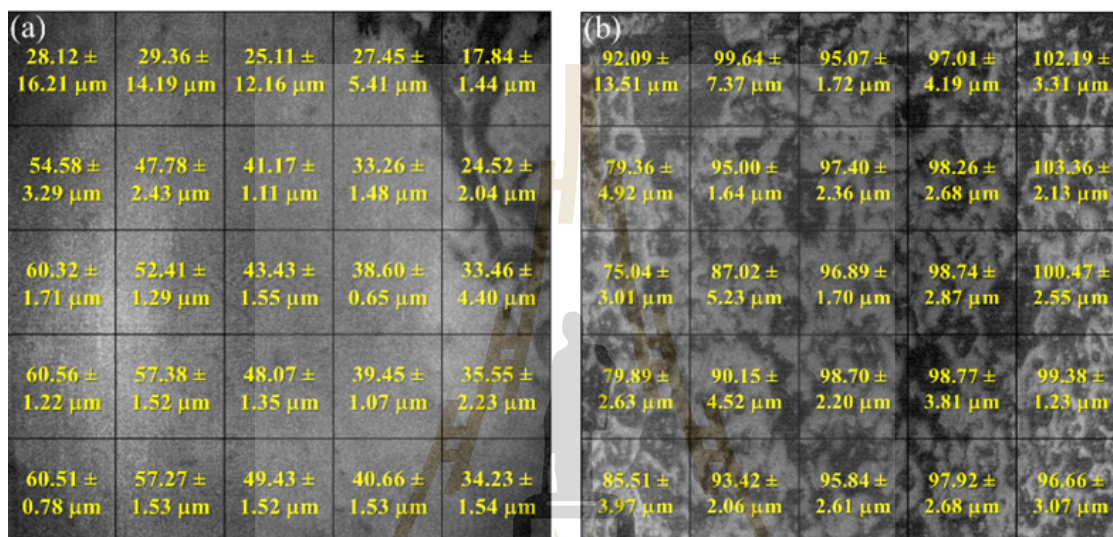 (a)
28.12 ± 29.36 ± 25.11 ± 27.45 ± 17.84 ±
16.21 μm 14.19 μm 12.16 μm 5.41 μm 1.44 μm
54.58 ± 47.78 ± 41.17 ± 33.26 ± 24.52 ±
3.29 μm 2.43 μm 1.11 μm 1.48 μm 2.04 μm
60.32 ± 52.41 ± 43.43 ± 38.60 ± 33.46 ±
1.71 μm 1.29 μm 1.55 μm 0.65 μm 4.40 μm
60.56 ± 57.38 ± 48.07 ± 39.45 ± 35.55 ±
1.22 μm 1.52 μm 1.35 μm 1.07 μm 2.23 μm
60.51 ± 57.27 ± 49.43 ± 40.66 ± 34.23 ±
0.78 μm 1.53 μm 1.52 μm 1.53 μm 1.54 μm
(b)
92.09 ± 99.64 ± 95.07 ± 97.01 ± 102.19 ±
13.51 μm 7.37 μm 1.72 μm 4.19 μm 3.31 μm
79.36 ± 95.00 ± 97.40 ± 98.26 ± 103.36 ±
4.92 μm 1.64 μm 2.36 μm 2.68 μm 2.13 μm
75.04 ± 87.02 ± 96.89 ± 98.74 ± 100.47 ±
3.01 μm 5.23 μm 1.70 μm 2.87 μm 2.55 μm
79.89 ± 90.15 ± 98.70 ± 98.77 ± 99.38 ±
2.63 μm 4.52 μm 2.20 μm 3.81 μm 1.23 μm
85.51 ± 93.42 ± 95.84 ± 97.92 ± 96.66 ±
3.97 μm 2.06 μm 2.61 μm 2.68 μm 3.07 μm